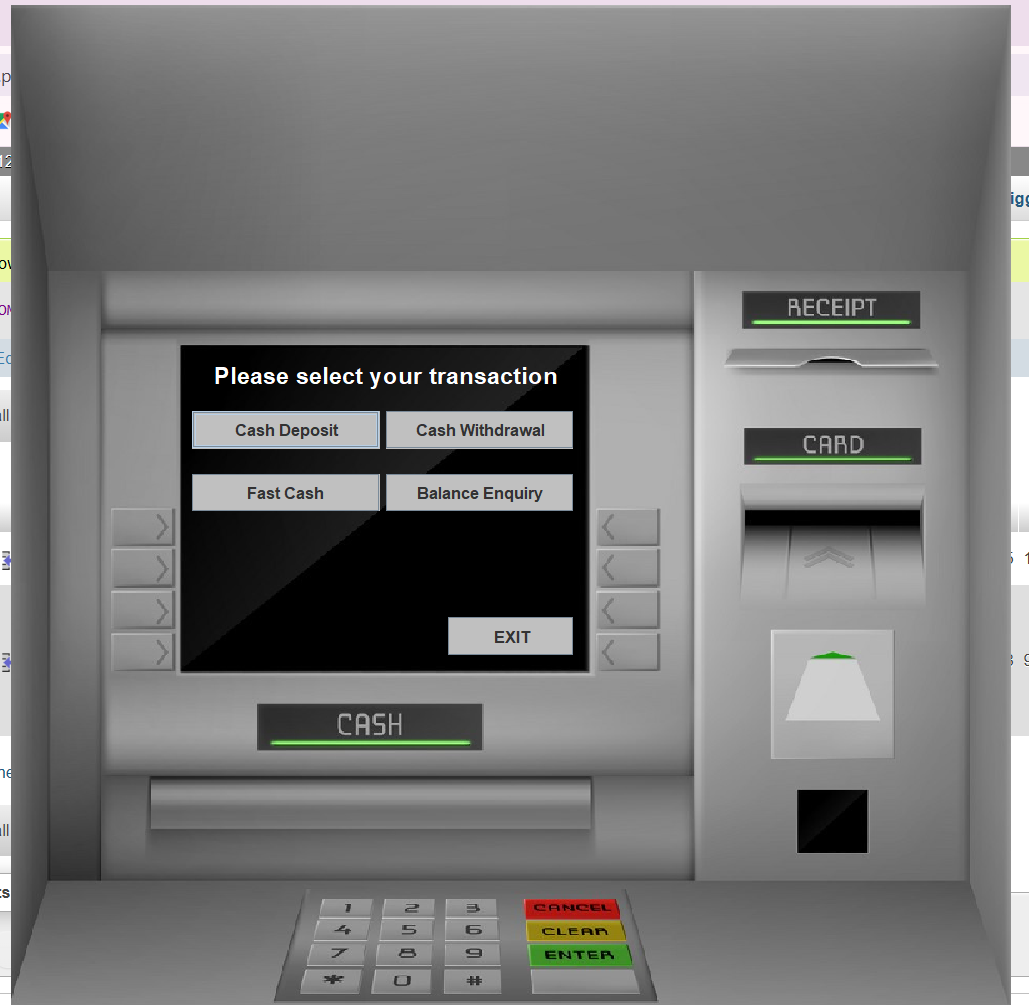 RECEIPT
Please select your transaction
Cash Deposit Cash Withdrawal
CARD
Fast Cash Balance Enquiry
EXIT
CASH
1 2 3 CANCEL
4 5 6 CLEAR
7 8 9 ENTER
* 0 #